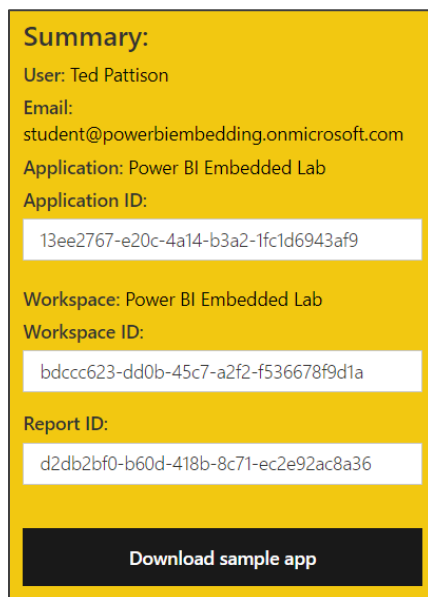 Summary:
User: Ted Pattison
Email:
student@powerbiembedding.onmicrosoft.com
Application: Power BI Embedded Lab
Application ID:
13ee2767-e20c-4a14-b3a2-1fc1d6943af9
Workspace: Power BI Embedded Lab
Workspace ID:
bdccc623-dd0b-45c7-a2f2-f536678f9d1a
Report ID:
d2db2bf0-b60d-418b-8c71-ec2e92ac8a36
Download sample app